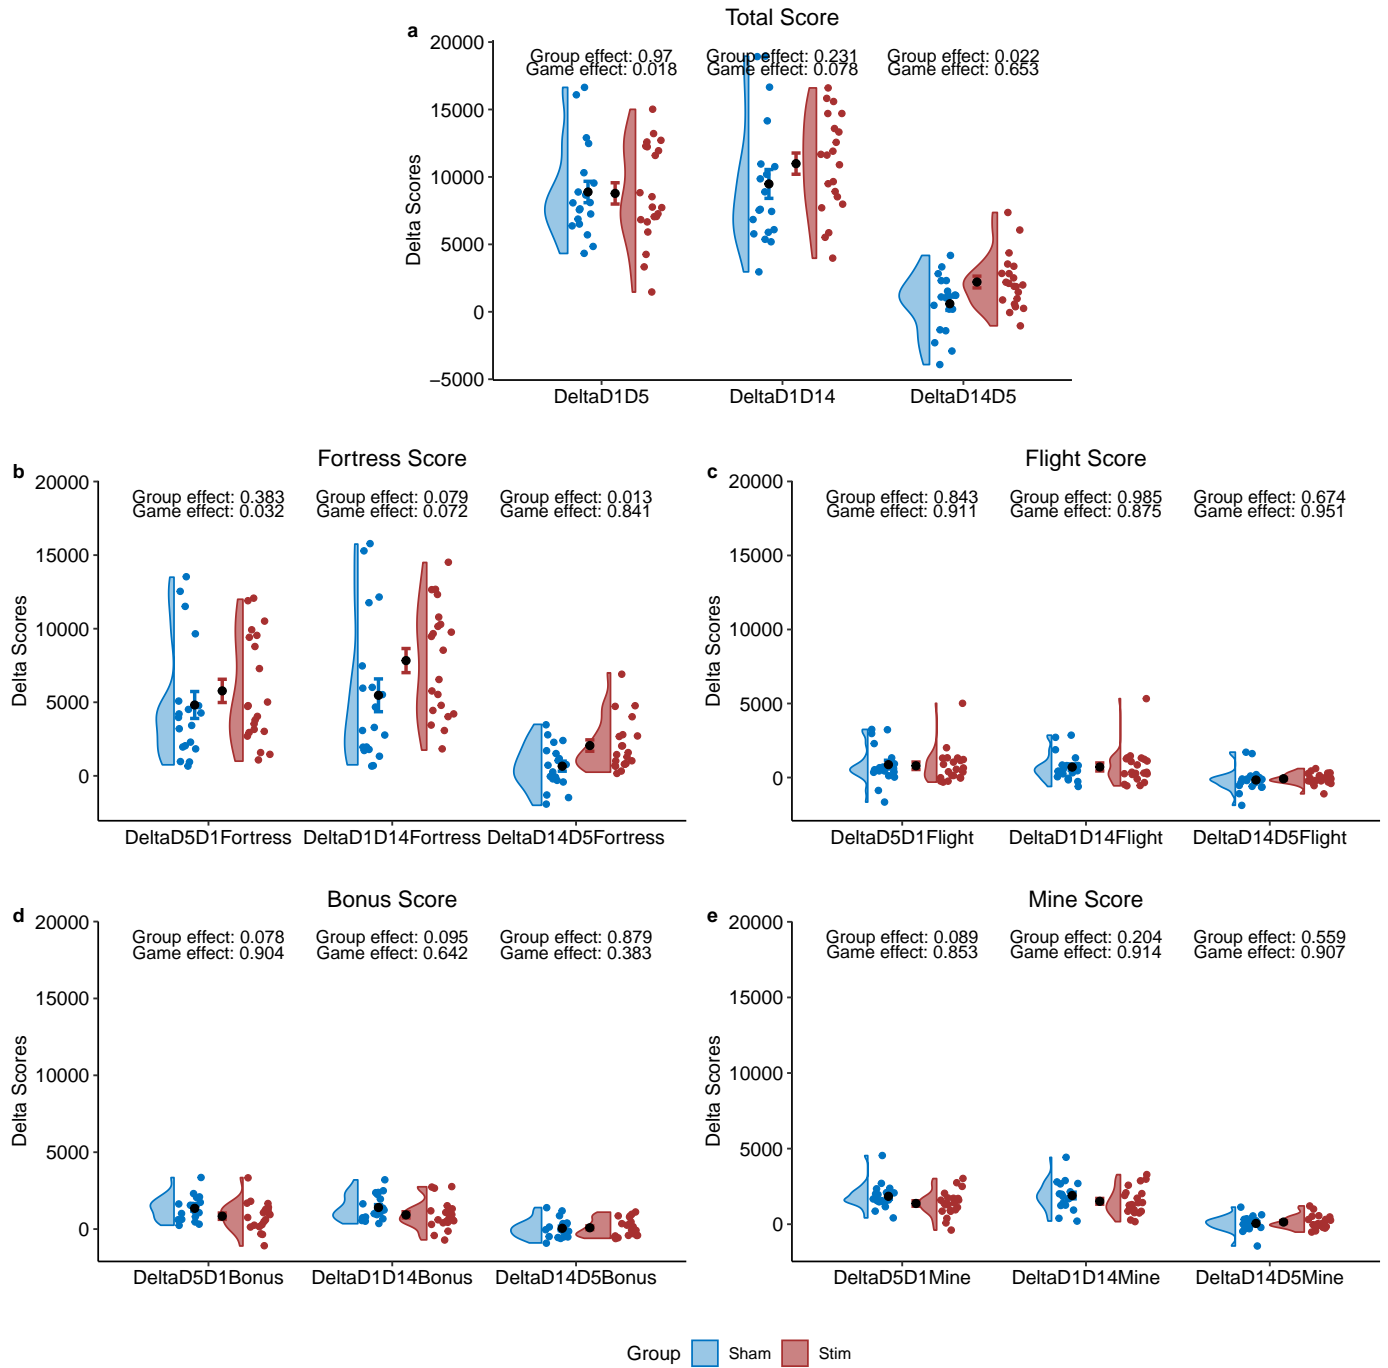 Total Score
a
20000
15000
10000
5000
0
−5000
Delta Scores
Group effect: 0.97
Game effect: 0.018
Group effect: 0.231
Game effect: 0.078
Group effect: 0.022
Game effect: 0.653
DeltaD1D5
DeltaD1D14
DeltaD14D5
b
Fortress Score
20000
15000
10000
5000
0
Delta Scores
Group effect: 0.383
Game effect: 0.032
Group effect: 0.079
Game effect: 0.072
Group effect: 0.013
Game effect: 0.841
DeltaD5D1Fortress
DeltaD1D14Fortress
DeltaD14D5Fortress
c
Flight Score
20000
15000
10000
5000
0
Delta Scores
Group effect: 0.843
Game effect: 0.911
Group effect: 0.985
Game effect: 0.875
Group effect: 0.674
Game effect: 0.951
DeltaD5D1Flight
DeltaD1D14Flight
DeltaD14D5Flight
d
Bonus Score
20000
15000
10000
5000
0
Delta Scores
Group effect: 0.078
Game effect: 0.904
Group effect: 0.095
Game effect: 0.642
Group effect: 0.879
Game effect: 0.383
DeltaD5D1Bonus
DeltaD1D14Bonus
DeltaD14D5Bonus
e
Mine Score
20000
15000
10000
5000
0
Delta Scores
Group effect: 0.089
Game effect: 0.853
Group effect: 0.204
Game effect: 0.914
Group effect: 0.559
Game effect: 0.907
DeltaD5D1Mine
DeltaD1D14Mine
DeltaD14D5Mine
Group Sham Stim